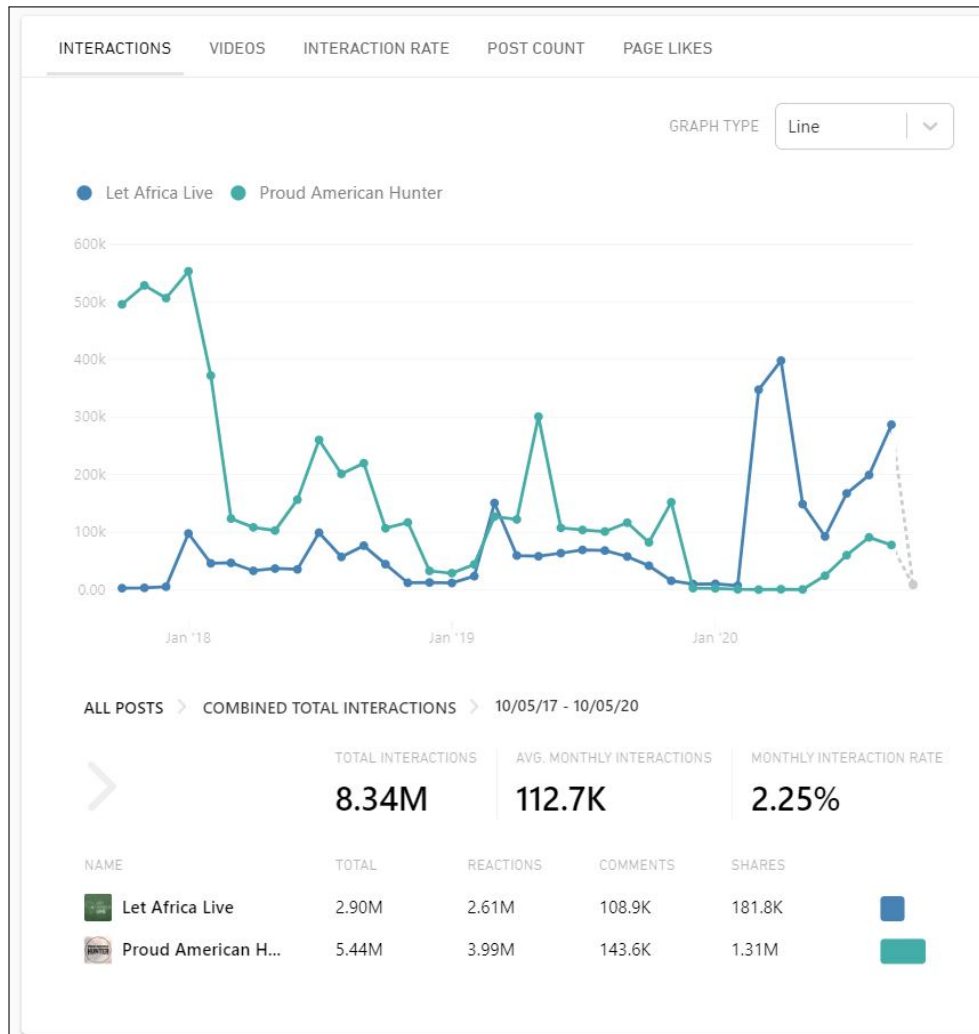 INTERACTIONS VIDEOS INTERACTION RATE POST COUNT PAGE LIKES
GRAPH TYPE Line
Let Africa Live Proud American Hunter
600k
500k
400k
300k
200k
100k
0.00
Jan '18 Jan '19 Jan '20
ALL POSTS COMBINED TOTAL INTERACTIONS 10/05/17 - 10/05/20
TOTAL INTERACTIONS AVG. MONTHLY INTERACTIONS MONTHLY INTERACTION RATE
8.34M 112.7K 2.25%
NAME TOTAL REACTIONS COMMENTS SHARES
Let Africa Live 2.90M 2.61M 108.9K 181.8K
HUNTER
Proud American H... 5.44M 3.99M 143.6K 1.31M